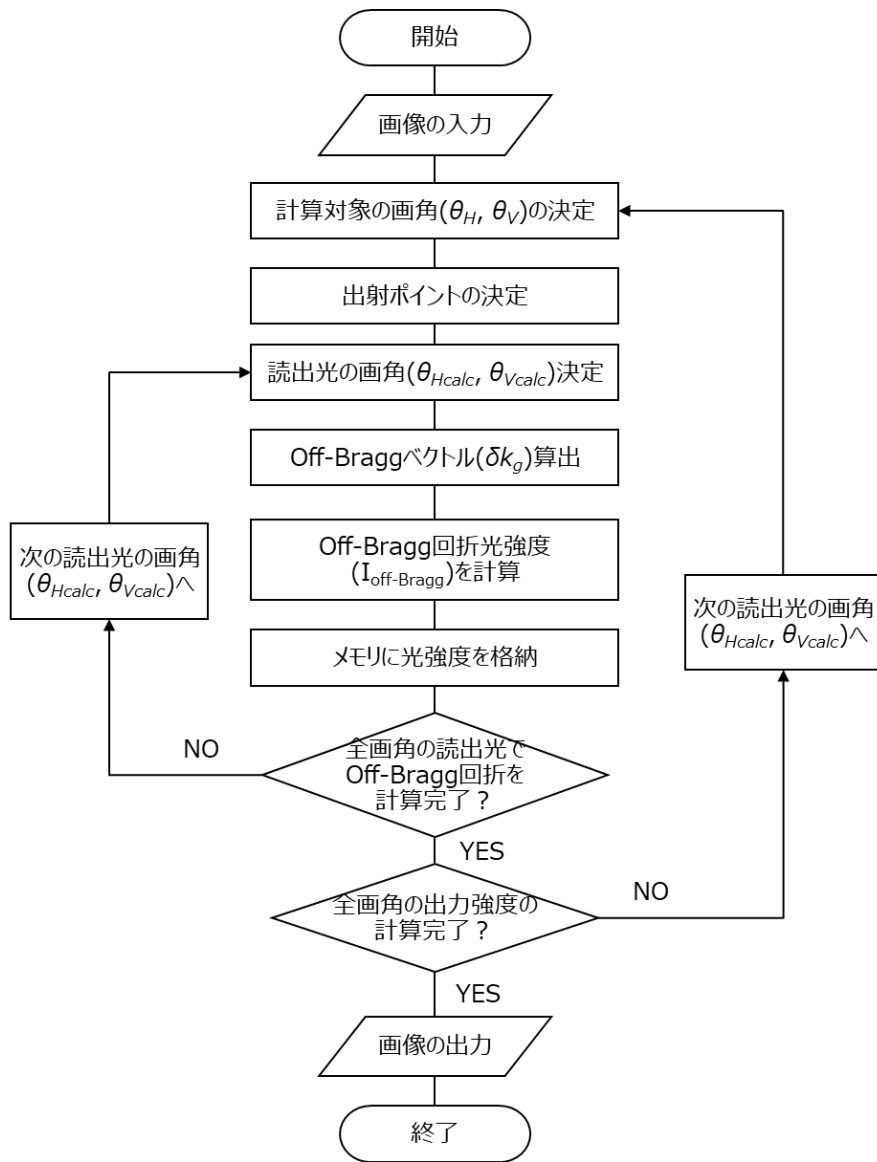 開始
画像の入力
計算対象の画角(θH, θV)の決定
出射ポイントの決定
読出光の画角(θHcalc, θVcalc)決定
Off-Braggベクトル(δkg)算出
Off-Bragg回折光強度
(Ioff-Bragg)を計算
メモリに光強度を格納
次の読出光の画角
(θHcalc, θVcalc)へ
次の読出光の画角
(θHcalc, θVcalc)へ
NO
全画角の読出光で
Off-Bragg回折を
計算完了？
YES
全画角の出力強度の
計算完了？
NO
YES
画像の出力
終了